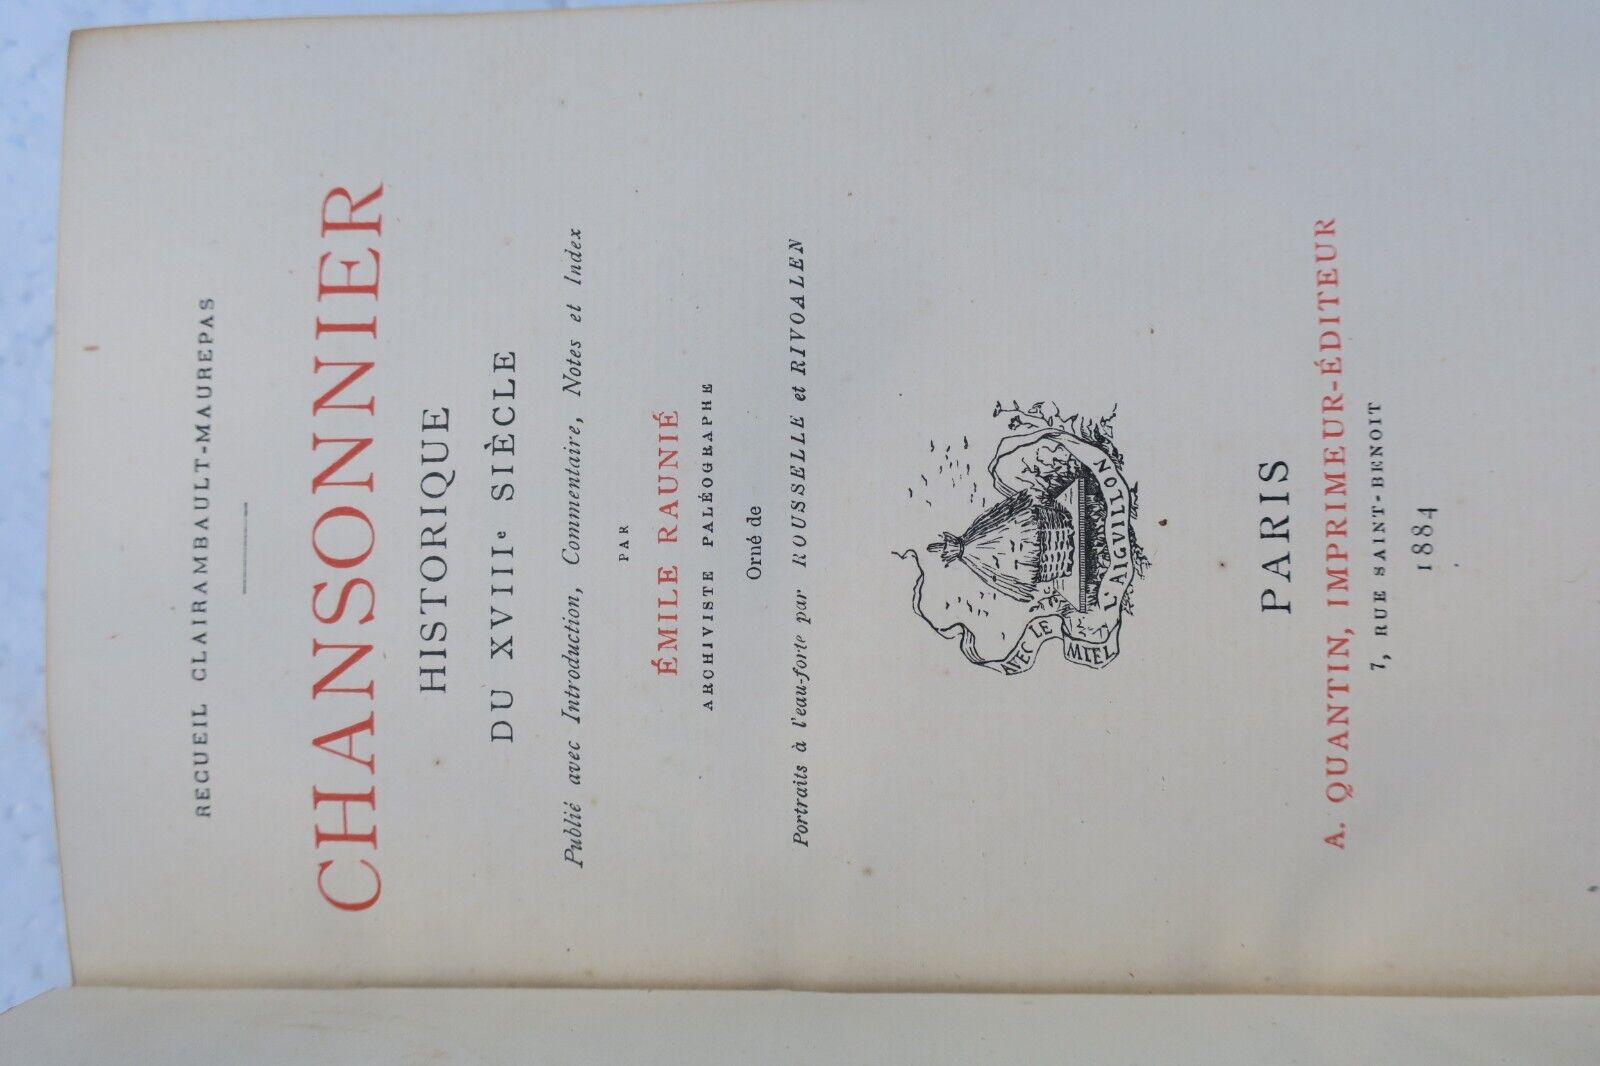 RECUEIL CLAIRAMBAULT-MAUREPAS
CHANSONNIER
HISTORIQUE
DU XVIIIe SIÈCLE
Publié avec Introduction, Commentaire, Notes et Index
PAR
ÉMILE RAUNIÉ
ARCHIVISTE PALÉOGRAPHE
Orné de
Portraits à l'eau-forte par ROUSSELLE et RIVOALEN
AVEC LE
MIEL
L'AIGVILLON
PARIS
A. QUANTIN, IMPRIMEUR-ÉDITEUR
7, RUE SAINT-BENOIT
1884